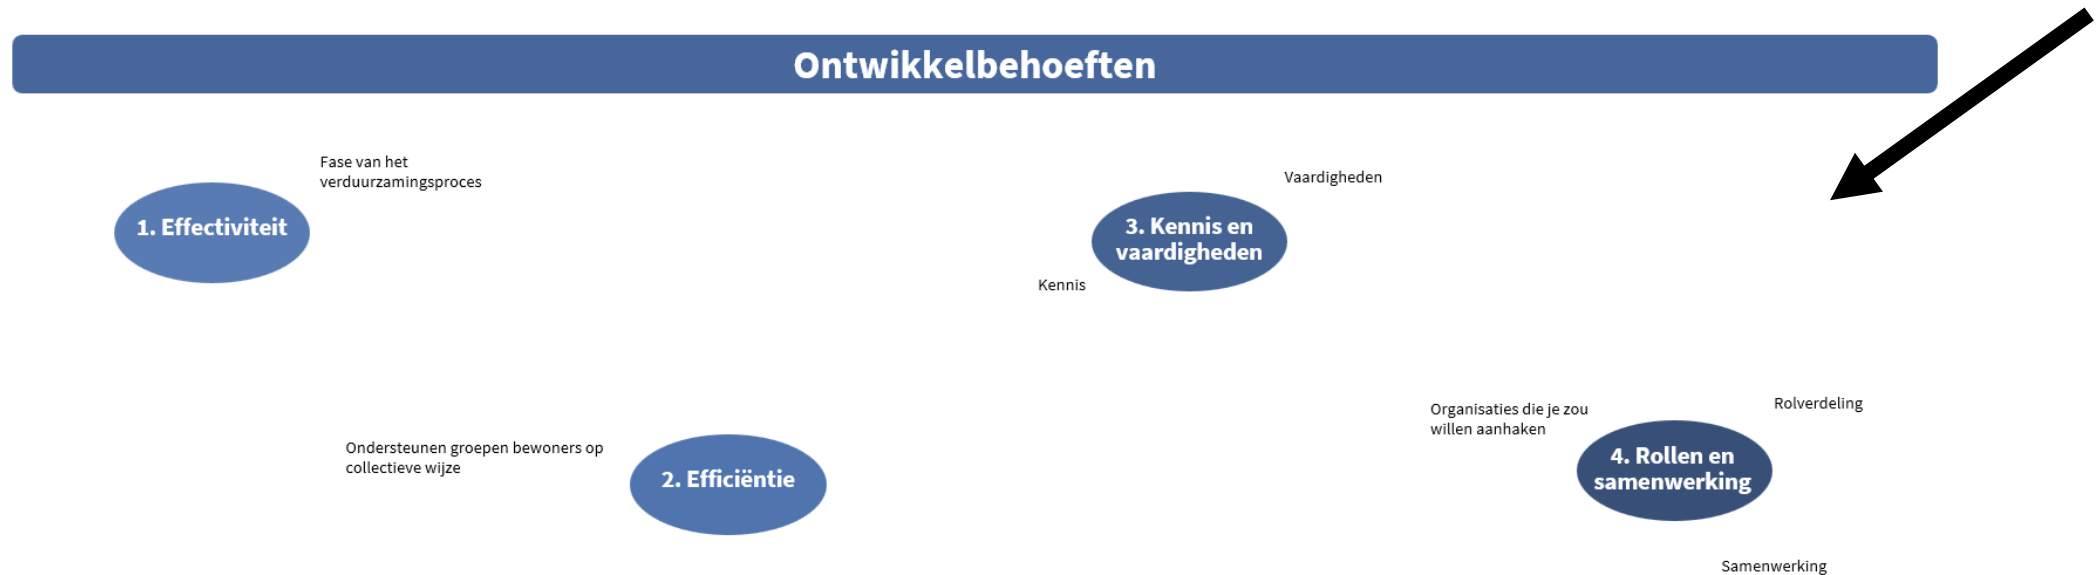 Ontwikkelbehoeften
Fase van het
verduurzamingsproces
1. Effectiviteit
Vaardigheden
3. Kennis en
vaardigheden
Kennis
Ondersteunen groepen bewoners op
collectieve wijze
2. Efficiëntie
Organisaties die je zou
willen aanhaken
Rolverdeling
4. Rollen en
samenwerking
Samenwerking